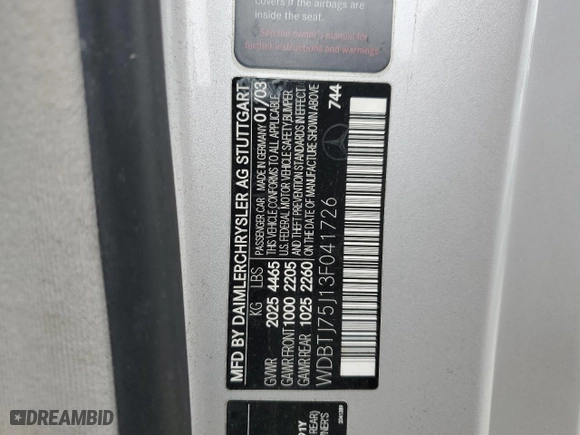 covers if the airbags are
inside the seat.
See owner's manual for
further instructions and warnings
MFD BY DAIMLERCHRYSLER AG STUTTGART
PASSENGER CAR MADE IN GERMANY 01/03
KG LBS
GVWR 2025 4465
GAWR FRONT 1000 2205
GAWR REAR 1025 2260
THIS VEHICLE CONFORMS TO ALL APPLICABLE
U.S. FEDERAL MOTOR VEHICLE SAFETY, BUMPER
AND THEFT PREVENTION STANDARDS IN EFFECT
ON THE DATE OF MANUFACTURE SHOWN ABOVE
WDBTJ75J13F041726
744
REAR)
OWNER'S
DREAMBID